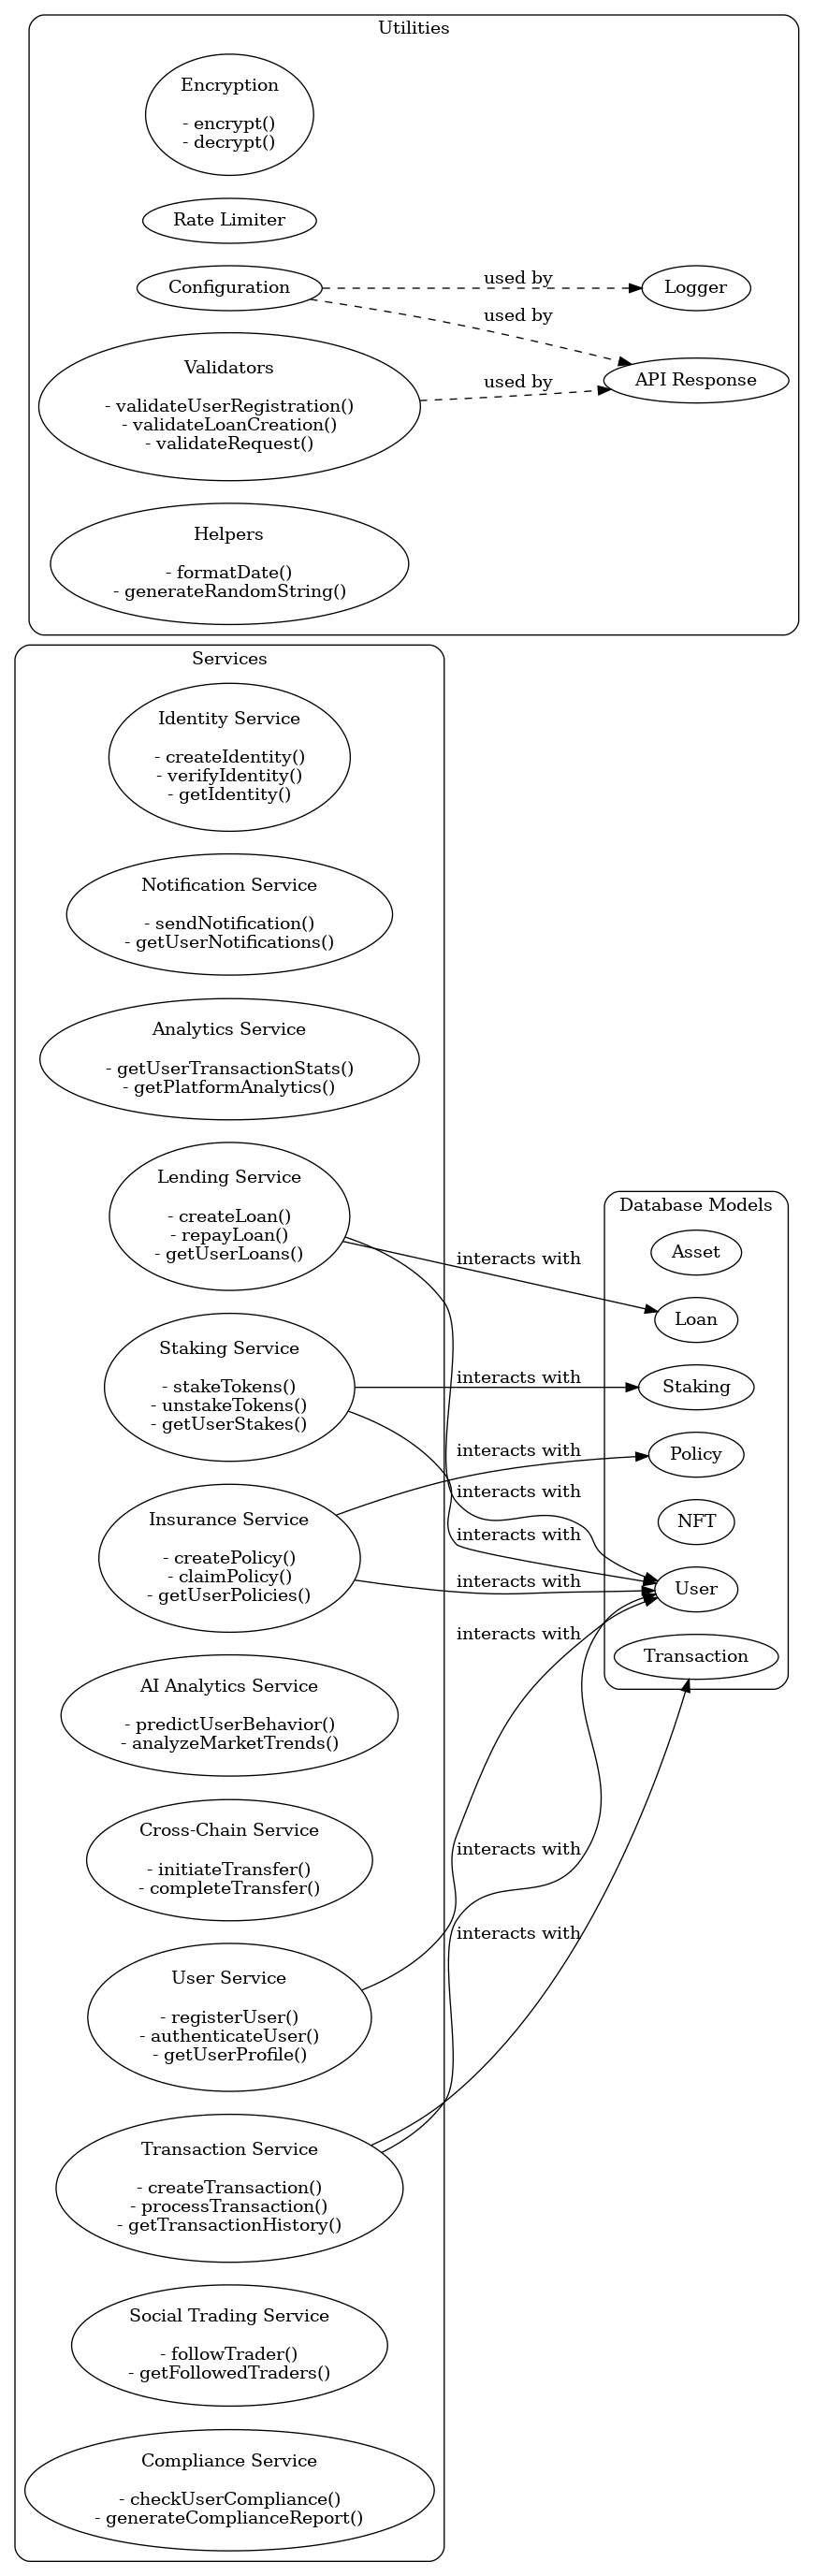 Utilities
Encryption
- encrypt()
- decrypt()
Rate Limiter
Configuration
used by
Logger
used by
API Response
Validators
- validateUserRegistration()
- validateLoanCreation()
- validateRequest()
used by
Helpers
- formatDate()
- generateRandomString()
Services
Identity Service
- createIdentity()
- verifyIdentity()
- getIdentity()
Notification Service
- sendNotification()
- getUserNotifications()
Analytics Service
- getUserTransactionStats()
- getPlatformAnalytics()
Lending Service
- createLoan()
- repayLoan()
- getUserLoans()
Staking Service
- stakeTokens()
- unstakeTokens()
- getUserStakes()
Insurance Service
- createPolicy()
- claimPolicy()
- getUserPolicies()
AI Analytics Service
- predictUserBehavior()
- analyzeMarketTrends()
Cross-Chain Service
- initiateTransfer()
- completeTransfer()
User Service
- registerUser()
- authenticateUser()
- getUserProfile()
Transaction Service
- createTransaction()
- processTransaction()
- getTransactionHistory()
Social Trading Service
- followTrader()
- getFollowedTraders()
Compliance Service
- checkUserCompliance()
- generateComplianceReport()
interacts with
interacts with
interacts with
interacts with
interacts with
interacts with
interacts with
interacts with
interacts with
Database Models
Asset
Loan
Staking
Policy
NFT
User
Transaction